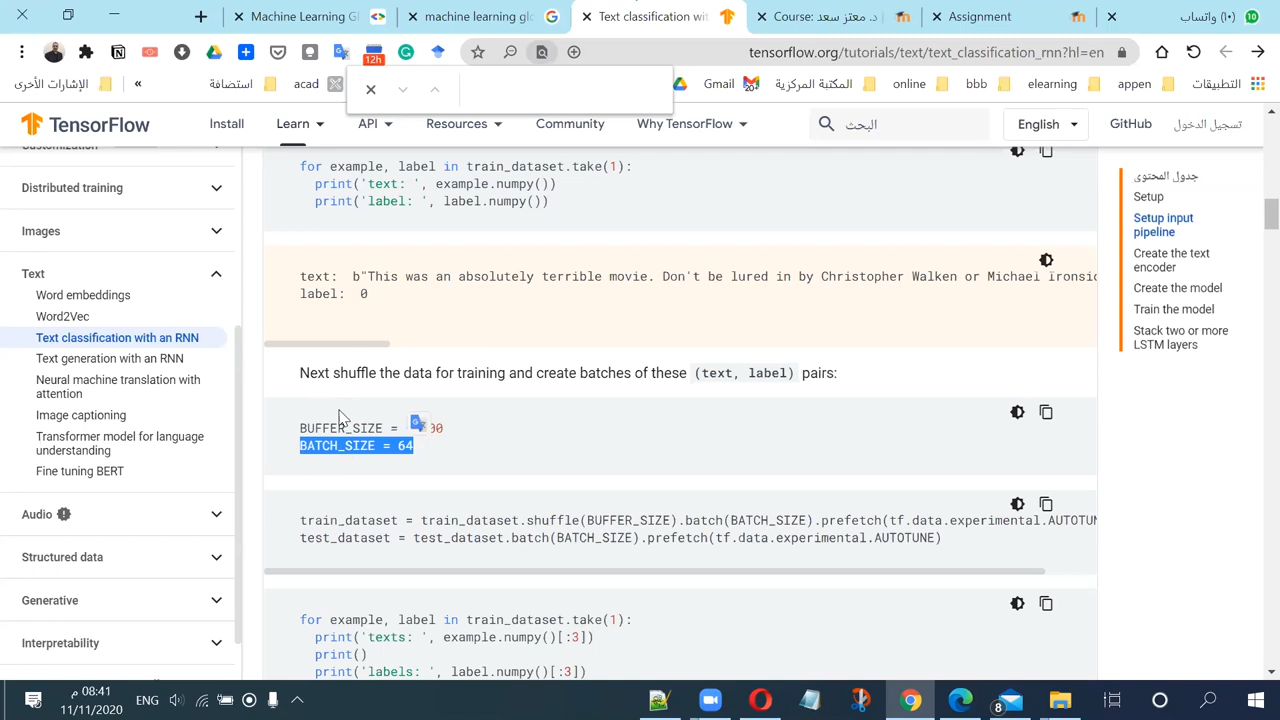 Machine Learning G
machine learning glo
Text classification with
Course: د. معتز سعد
Assignment
(١٠) واتساب
12h
tensorflow.org/tutorials/text/text_classification_rnn?hl=en
الإشارات الأخرى
«
استضافة
acad
Gmail
المكتبة المركزية
online
bbb
elearning
appen
التطبيقات
TensorFlow
Install
Learn
API
Resources
Community
Why TensorFlow
البحث
English
GitHub
تسجيل الدخول
Customization
Distributed training
Images
Text
Word embeddings
Word2Vec
Text classification with an RNN
Text generation with an RNN
Neural machine translation with
attention
Image captioning
Transformer model for language
understanding
Fine tuning BERT
Audio
Structured data
Generative
Interpretability
for example, label in train_dataset.take(1):
print('text: ', example.numpy())
print('label: ', label.numpy())
text: b"This was an absolutely terrible movie. Don't be lured in by Christopher Walken or Michael Ironsid
label: 0
Next shuffle the data for training and create batches of these (text, label) pairs:
BUFFER_SIZE = 00
BATCH_SIZE = 64
train_dataset = train_dataset.shuffle(BUFFER_SIZE).batch(BATCH_SIZE).prefetch(tf.data.experimental.AUTOTUN
test_dataset = test_dataset.batch(BATCH_SIZE).prefetch(tf.data.experimental.AUTOTUNE)
for example, label in train_dataset.take(1):
print('texts: ', example.numpy()[:3])
print()
print('labels: ', label.numpy()[:3])
جدول المحتوى
Setup
Setup input
pipeline
Create the text
encoder
Create the model
Train the model
Stack two or more
LSTM layers
08:41 م
11/11/2020
ENG
8